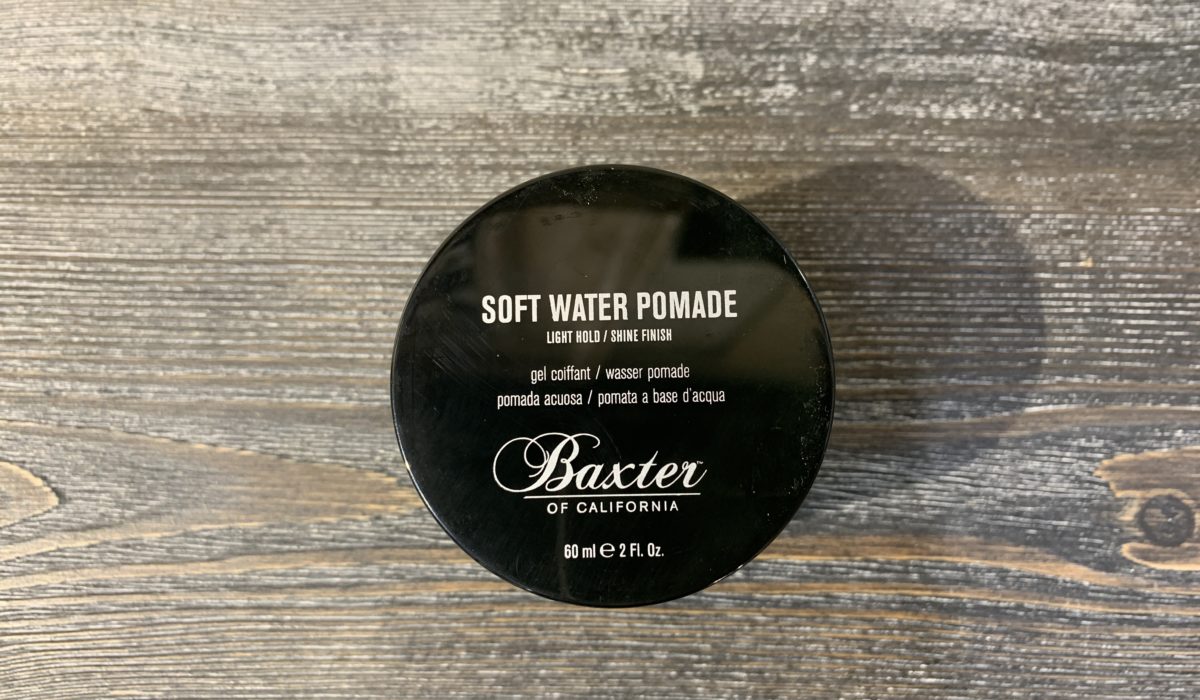 SOFT WATER POMADE
LIGHT HOLD / SHINE FINISH
gel coiffant / wasser pomade
pomada acuosa / pomata a base d'acqua
Baxter™
OF CALIFORNIA
60 ml ℮ 2 Fl. Oz.